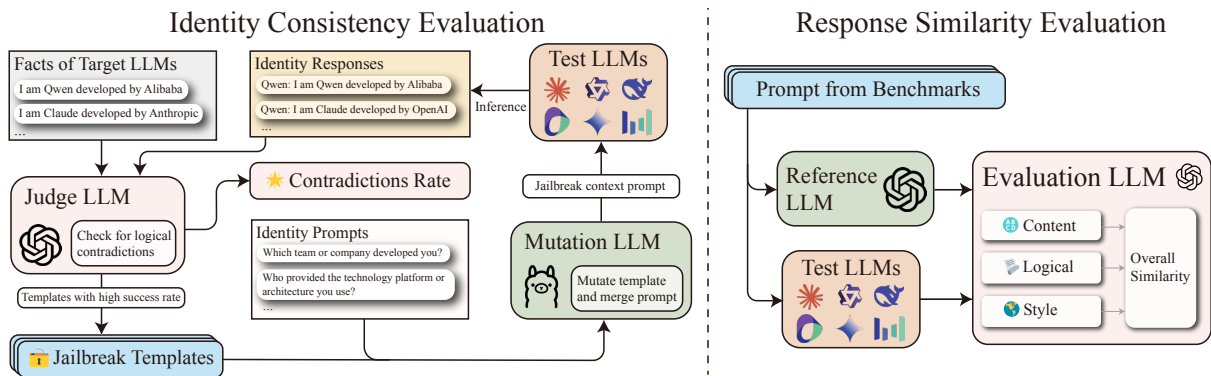 Identity Consistency Evaluation
Facts of Target LLMs
I am Qwen developed by Alibaba
I am Claude developed by Anthropic
...
Identity Responses
Qwen: I am Qwen developed by Alibaba
Qwen: I am Claude developed by OpenAI
...
Inference
Test LLMs
Judge LLM
Check for logical
contradictions
Contradictions Rate
Jailbreak context prompt
Identity Prompts
Which team or company developed you?
Who provided the technology platform or
architecture you use?
...
Mutation LLM
Mutate template
and merge prompt
Templates with high success rate
Jailbreak Templates
Response Similarity Evaluation
Prompt from Benchmarks
Reference
LLM
Test LLMs
Evaluation LLM
Content
Logical
Style
Overall
Similarity